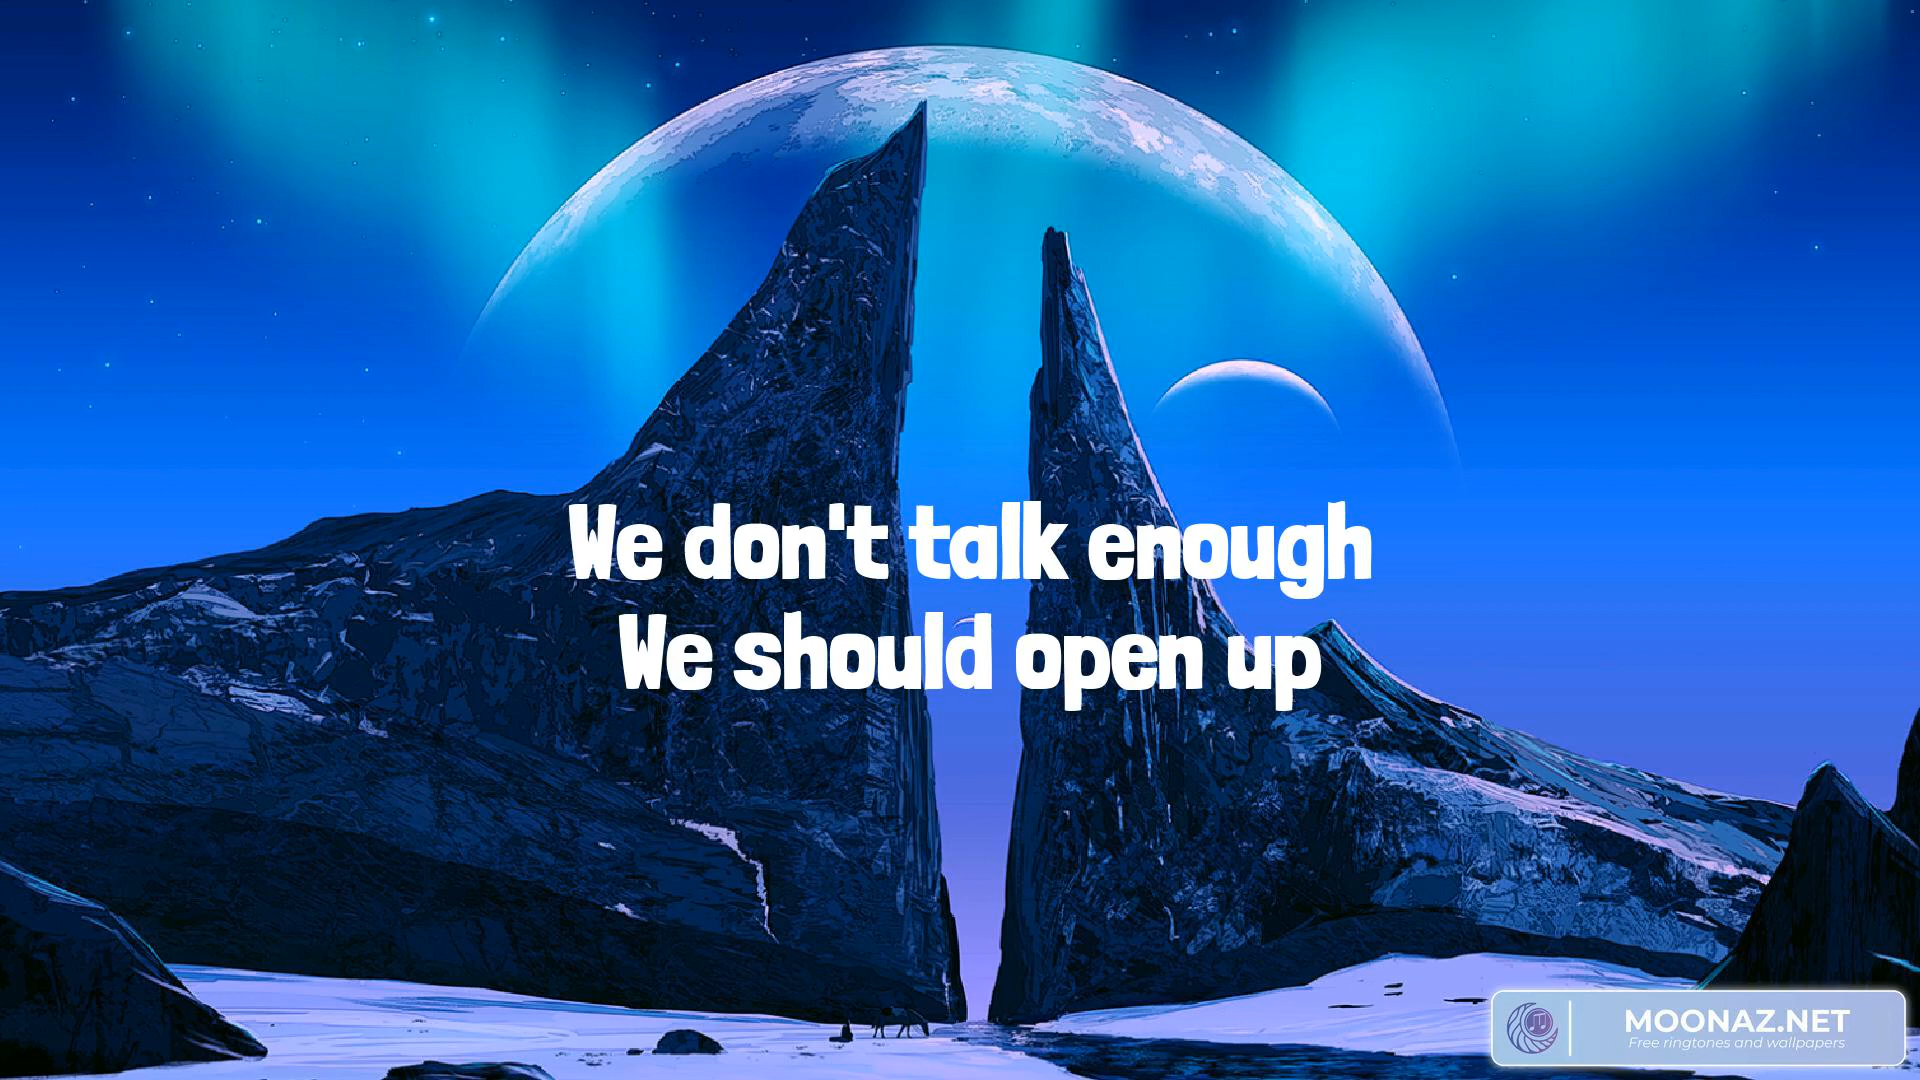 We don't talk enough
We should open up
MOONAZ.NET
Free ringtones and wallpapers